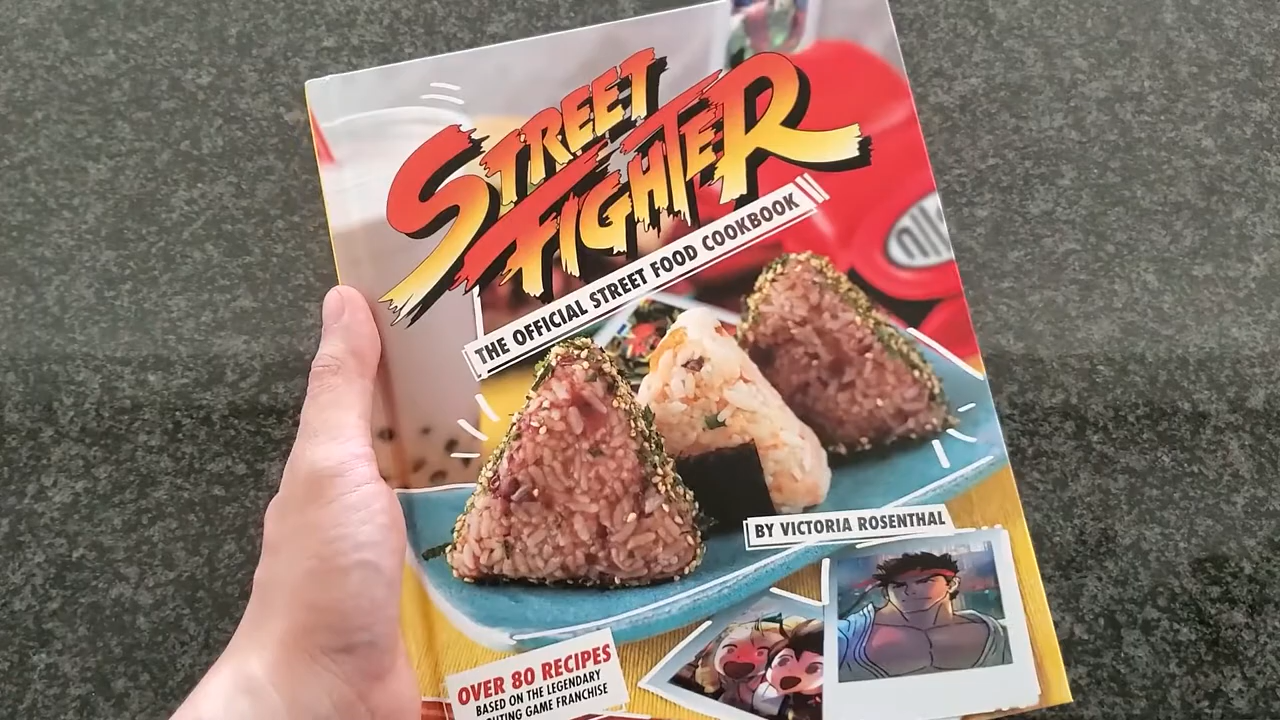 STREET
FIGHTER
THE OFFICIAL STREET FOOD COOKBOOK
BY VICTORIA ROSENTHAL
OVER 80 RECIPES
BASED ON THE LEGENDARY
GAME FRANCHISE